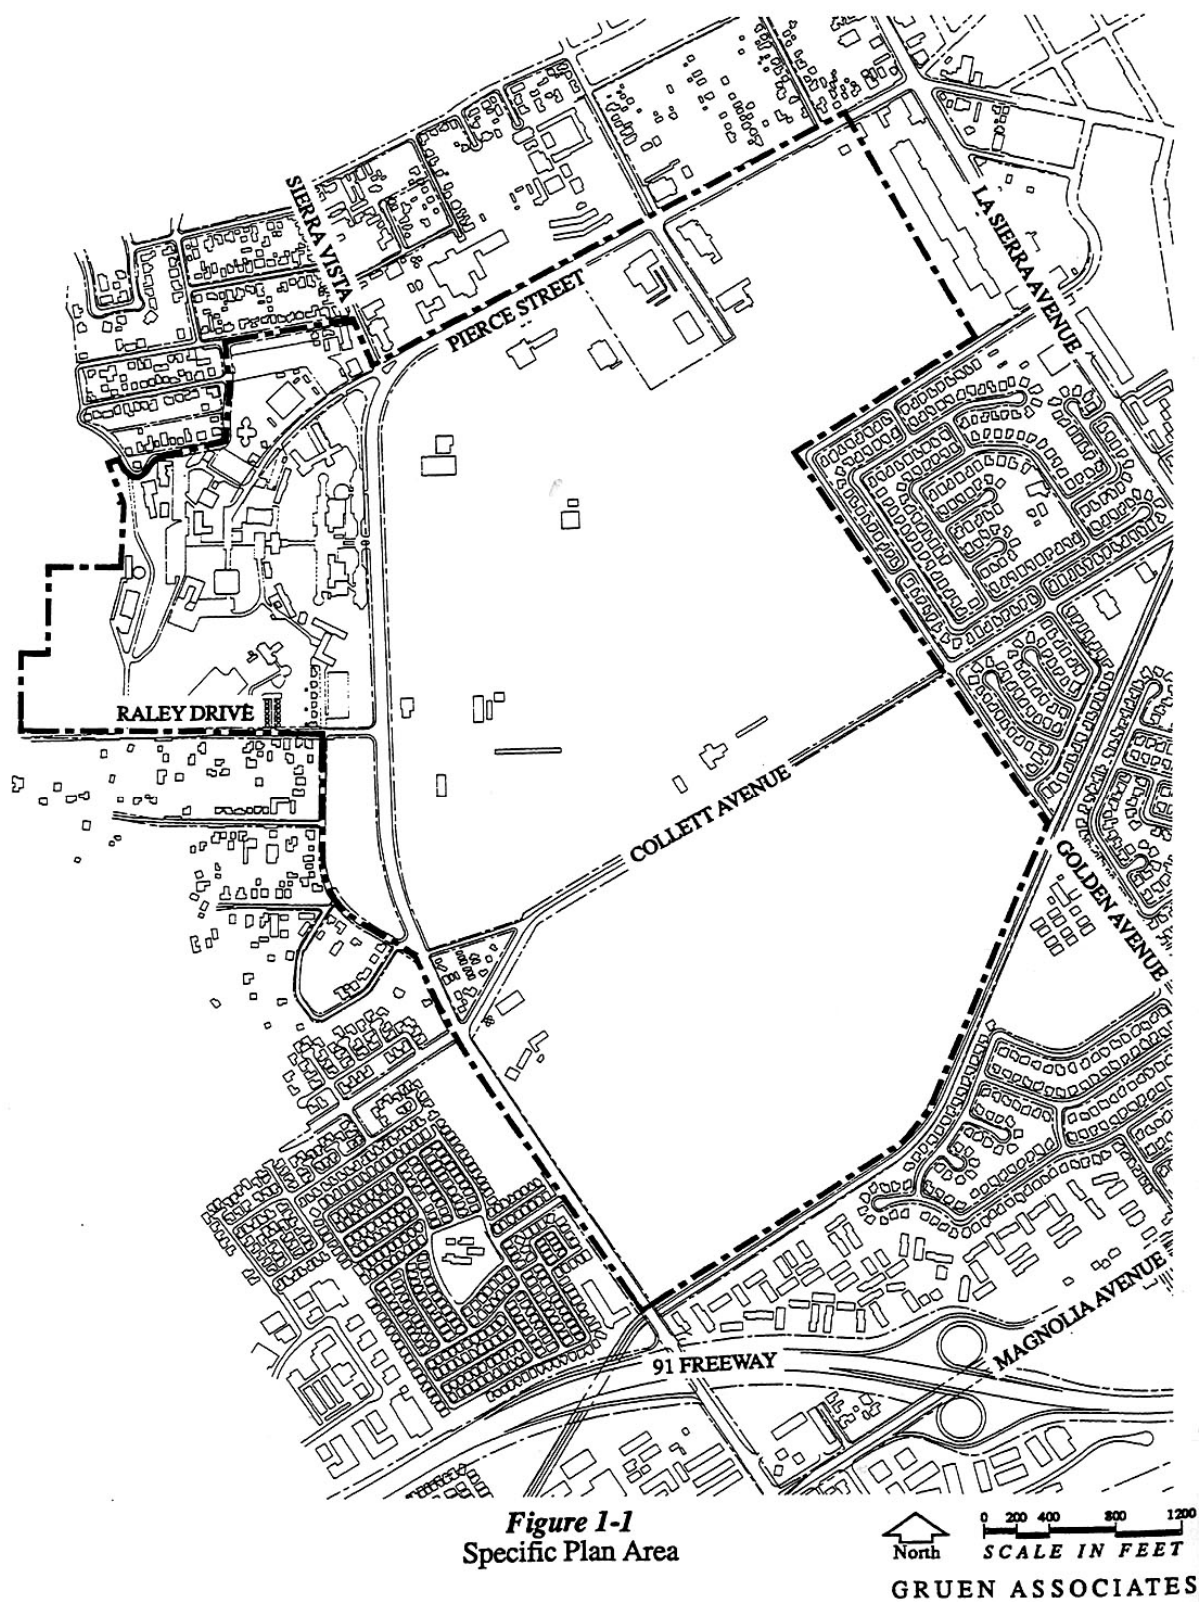 SIERRA VISTA
LA SIERRA AVENUE
PIERCE STREET
RALEY DRIVE
COLLETT AVENUE
GOLDEN AVENUE
MAGNOLIA AVENUE
91 FREEWAY
Figure 1-1
Specific Plan Area
North
0 200 400 800 1200
SCALE IN FEET
GRUEN ASSOCIATES